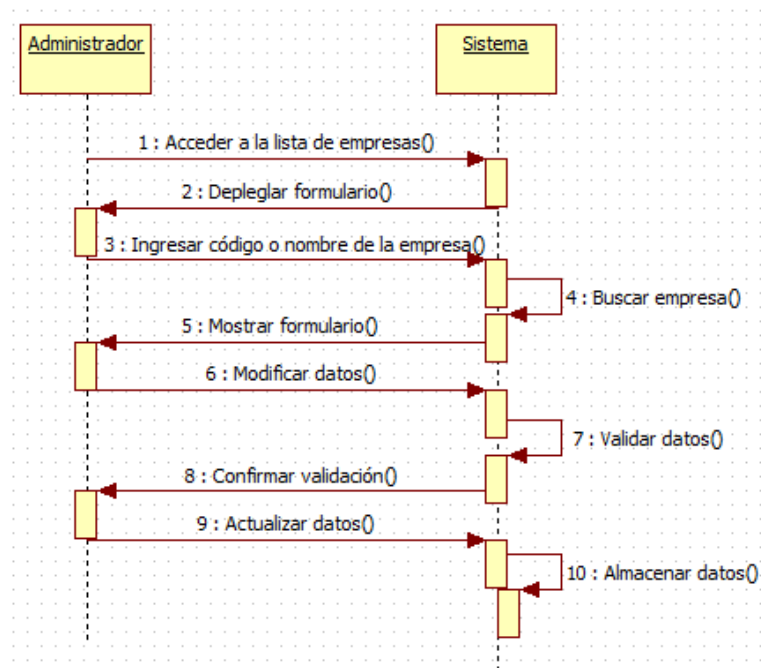 Administrador
Sistema
1 : Acceder a la lista de empresas()
2 : Depleglar formulario()
3 : Ingresar código o nombre de la empresa()
4 : Buscar empresa()
5 : Mostrar formulario()
6 : Modificar datos()
7 : Validar datos()
8 : Confirmar validación()
9 : Actualizar datos()
10 : Almacenar datos()